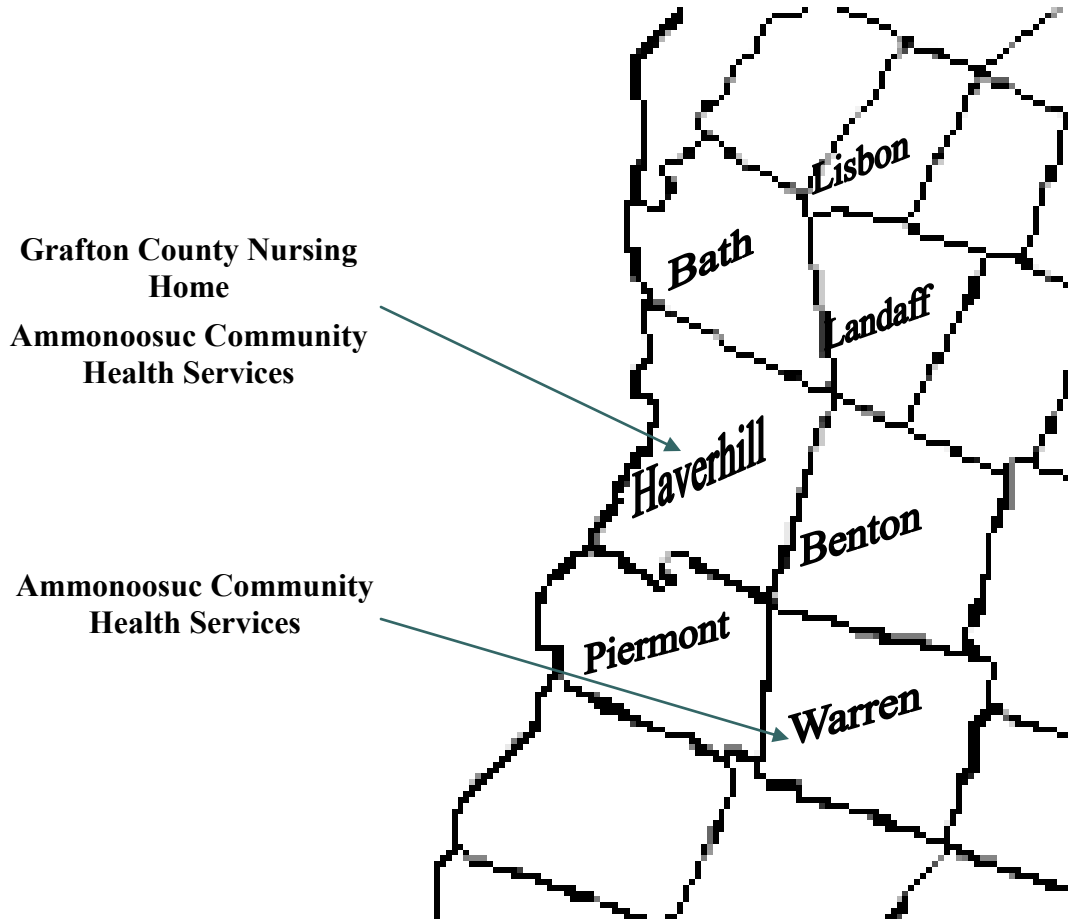 Grafton County Nursing
Home
Ammonoosuc Community
Health Services
Ammonoosuc Community
Health Services
Lisbon
Bath
Landaff
Haverhill
Benton
Piermont
Warren